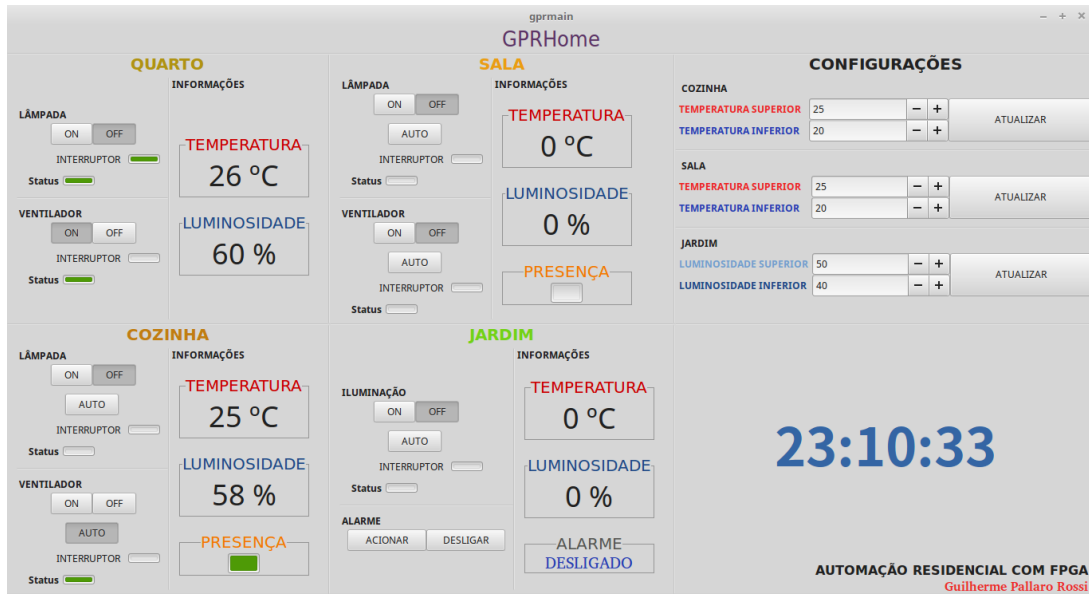 gprmain
GPRHome
QUARTO
INFORMAÇÕES
LÂMPADA
ON OFF
INTERRUPTOR
Status
VENTILADOR
ON OFF
INTERRUPTOR
Status
TEMPERATURA
26 ºC
LUMINOSIDADE
60 %
SALA
LÂMPADA
INFORMAÇÕES
ON OFF
AUTO
INTERRUPTOR
Status
VENTILADOR
ON OFF
AUTO
INTERRUPTOR
Status
TEMPERATURA
0 ºC
LUMINOSIDADE
0 %
PRESENÇA
CONFIGURAÇÕES
COZINHA
TEMPERATURA SUPERIOR 25 − +
TEMPERATURA INFERIOR 20 − +
ATUALIZAR
SALA
TEMPERATURA SUPERIOR 25 − +
TEMPERATURA INFERIOR 20 − +
ATUALIZAR
JARDIM
LUMINOSIDADE SUPERIOR 50 − +
LUMINOSIDADE INFERIOR 40 − +
ATUALIZAR
COZINHA
LÂMPADA
INFORMAÇÕES
ON OFF
AUTO
INTERRUPTOR
Status
VENTILADOR
ON OFF
AUTO
INTERRUPTOR
Status
TEMPERATURA
25 ºC
LUMINOSIDADE
58 %
PRESENÇA
JARDIM
INFORMAÇÕES
ILUMINAÇÃO
ON OFF
AUTO
INTERRUPTOR
Status
ALARME
ACIONAR DESLIGAR
TEMPERATURA
0 ºC
LUMINOSIDADE
0 %
ALARME
DESLIGADO
23:10:33
AUTOMAÇÃO RESIDENCIAL COM FPGA
Guilherme Pallaro Rossi